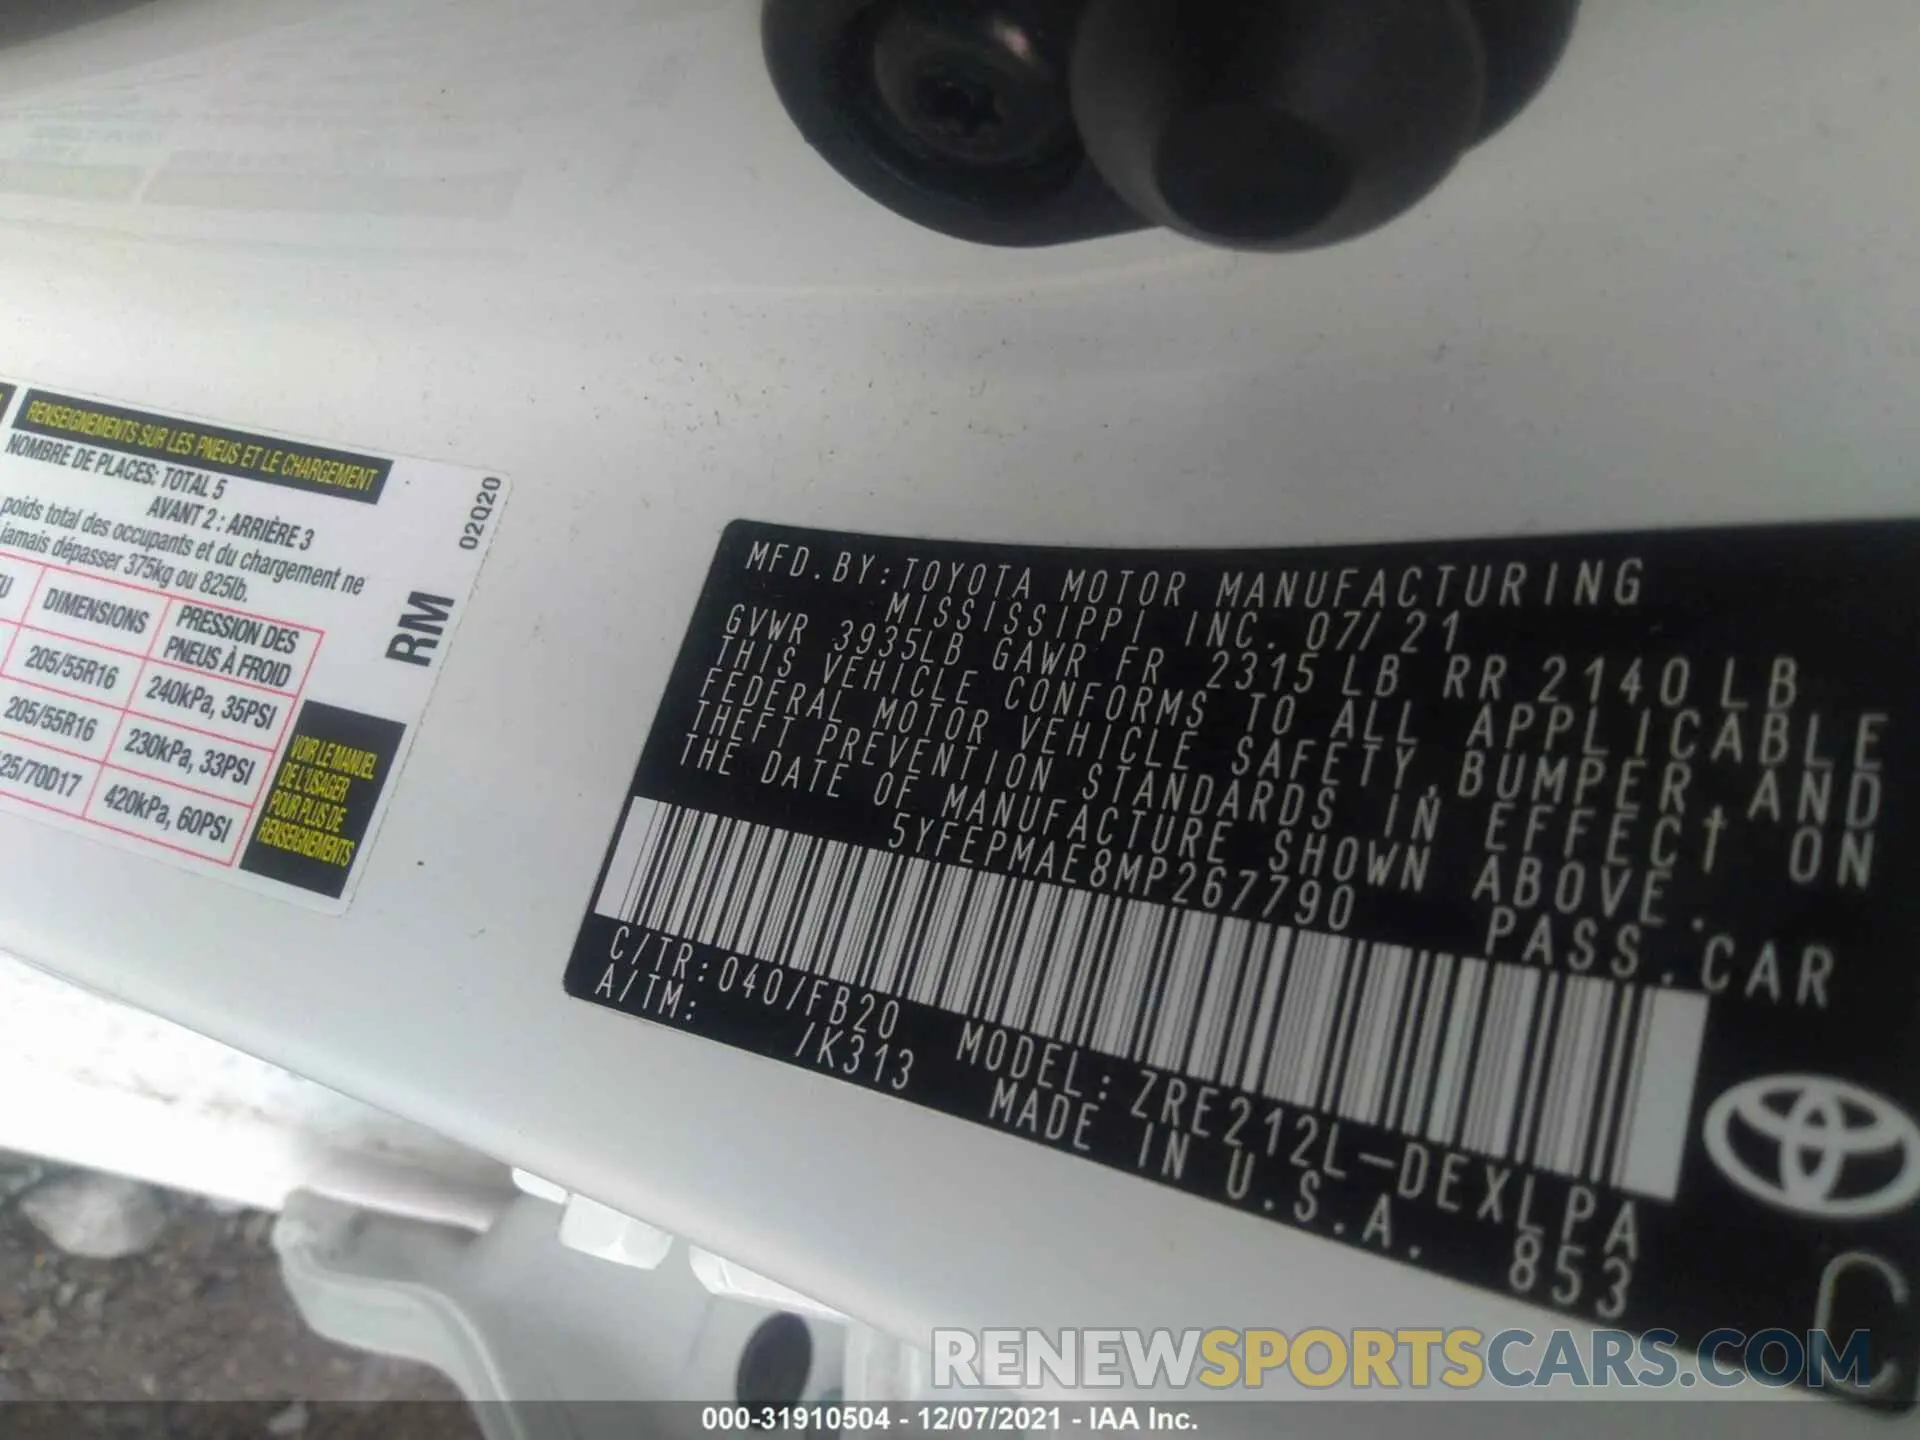 RENSEIGNEMENTS SUR LES PNEUS ET LE CHARGEMENT
NOMBRE DE PLACES: TOTAL 5
AVANT 2 : ARRIÈRE 3
poids total des occupants et du chargement ne
jamais dépasser 375kg ou 825lb.
DIMENSIONS
PRESSION DES
PNEUS À FROID
205/55R16
240kPa, 35PSI
205/55R16
230kPa, 33PSI
25/70D17
420kPa, 60PSI
VOIR LE MANUEL
DE L'USAGER
POUR PLUS DE
RENSEIGNEMENTS
02Q20
RM
MFD.BY:TOYOTA MOTOR MANUFACTURING
MISSISSIPPI INC. 07/21
GVWR 3935LB GAWR FR 2315LB RR 2140LB
THIS VEHICLE CONFORMS TO ALL APPLICABLE
FEDERAL MOTOR VEHICLE SAFETY,BUMPER,AND
THEFT PREVENTION STANDARDS IN EFFECT ON
THE DATE OF MANUFACTURE SHOWN ABOVE.
5YFEPMAE8MP267790 PASS.CAR
C/TR:040/FB20 MODEL:ZRE212L-DEXLPA
A/TM: /K313 MADE IN U.S.A. 853
C
RENEWSPORTSCARS.COM
000-31910504 - 12/07/2021 - IAA Inc.